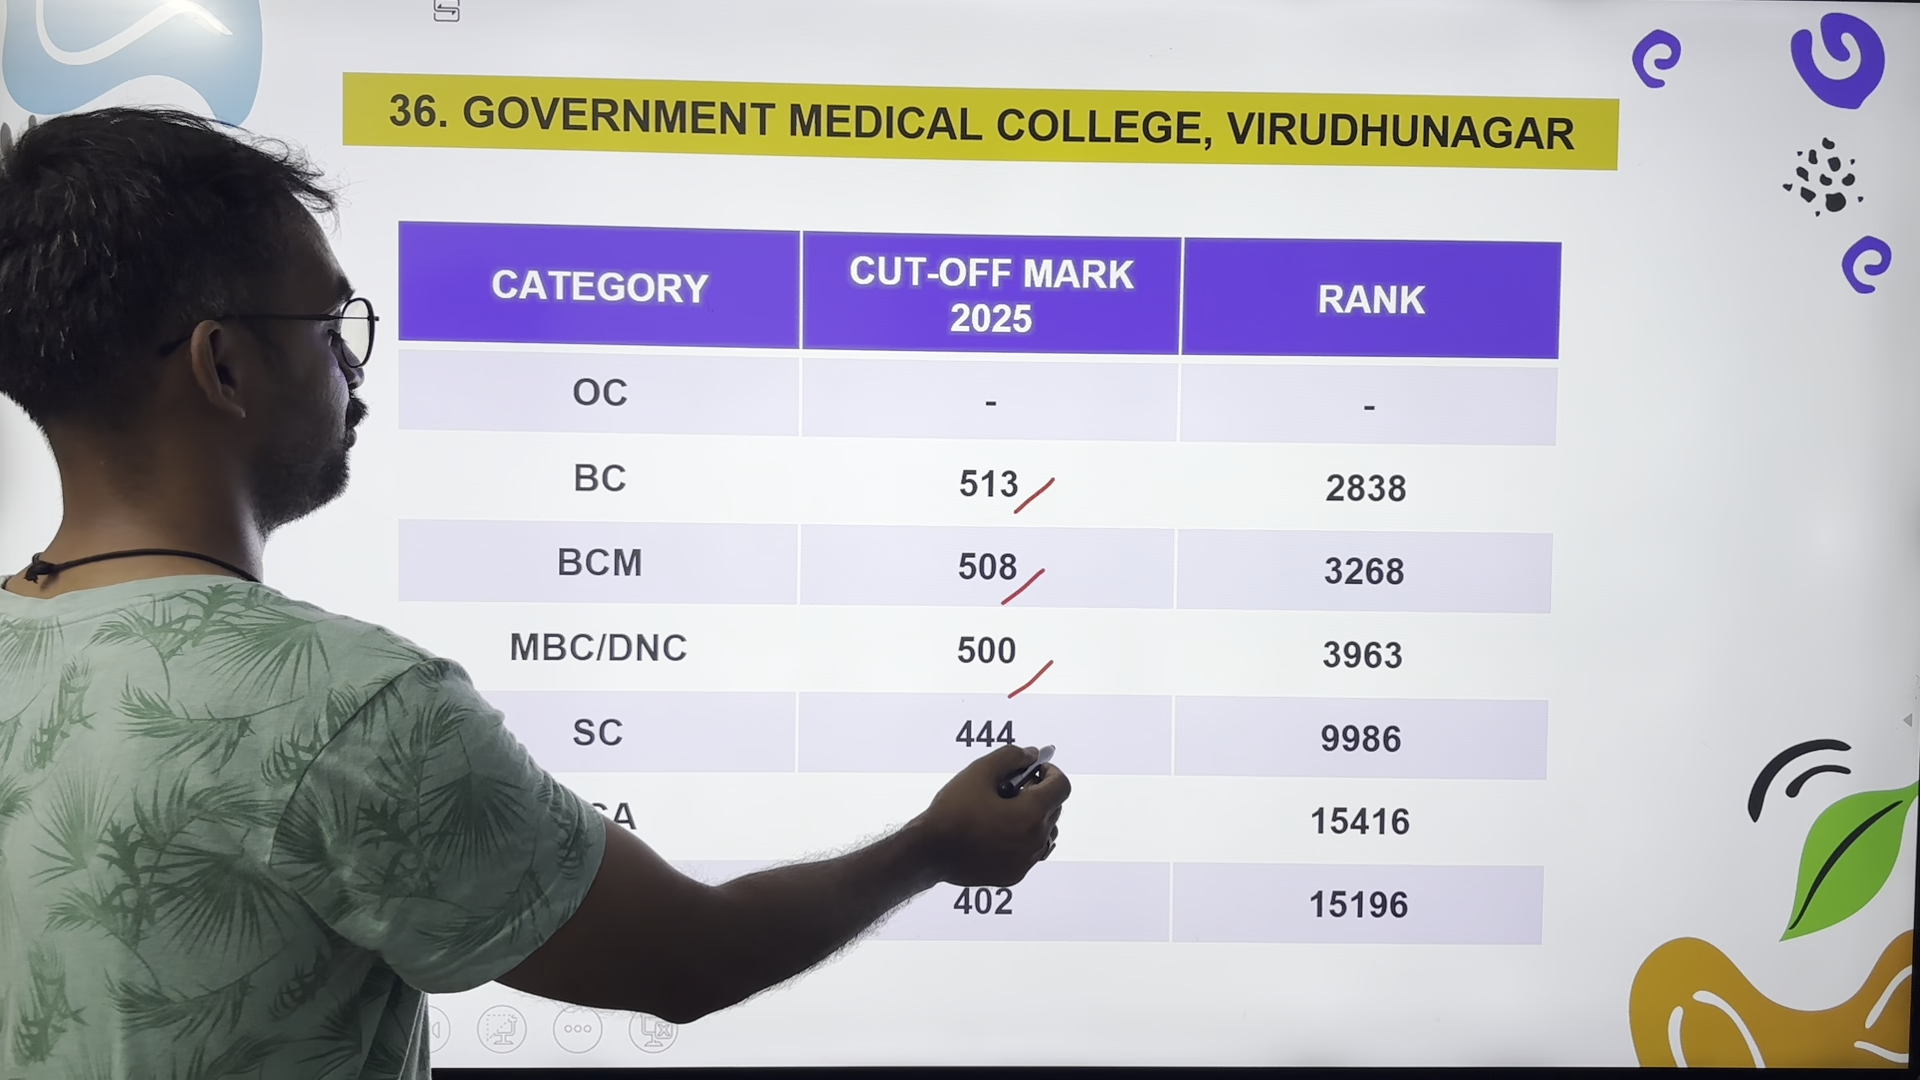 36. GOVERNMENT MEDICAL COLLEGE, VIRUDHUNAGAR
CATEGORY CUT-OFF MARK 2025 RANK
OC - -
BC 513 2838
BCM 508 3268
MBC/DNC 500 3963
SC 444 9986
CA 15416
402 15196